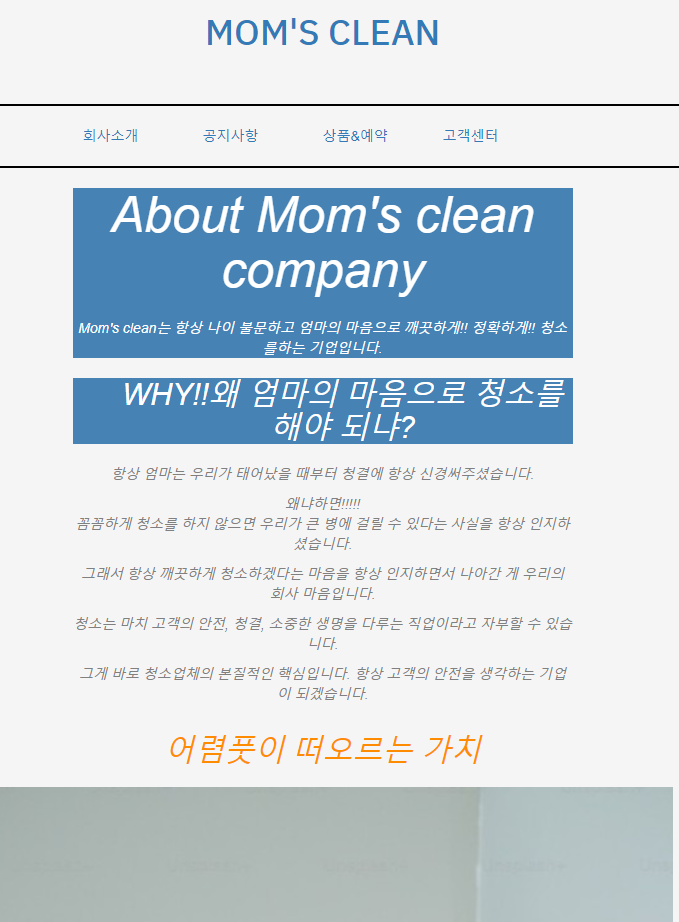 MOM'S CLEAN
회사소개 공지사항 상품&예약 고객센터
About Mom's clean
company
Mom's clean는 항상 나이 불문하고 엄마의 마음으로 깨끗하게!! 정확하게!! 청소
를하는 기업입니다.
WHY!!왜 엄마의 마음으로 청소를
해야 되냐?
항상 엄마는 우리가 태어났을 때부터 청결에 항상 신경써주셨습니다.
왜냐하면!!!!!
꼼꼼하게 청소를 하지 않으면 우리가 큰 병에 걸릴 수 있다는 사실을 항상 인지하
셨습니다.
그래서 항상 깨끗하게 청소하겠다는 마음을 항상 인지하면서 나아간 게 우리의
회사 마음입니다.
청소는 마치 고객의 안전, 청결, 소중한 생명을 다루는 직업이라고 자부할 수 있습
니다.
그게 바로 청소업체의 본질적인 핵심입니다. 항상 고객의 안전을 생각하는 기업
이 되겠습니다.
어렴풋이 떠오르는 가치